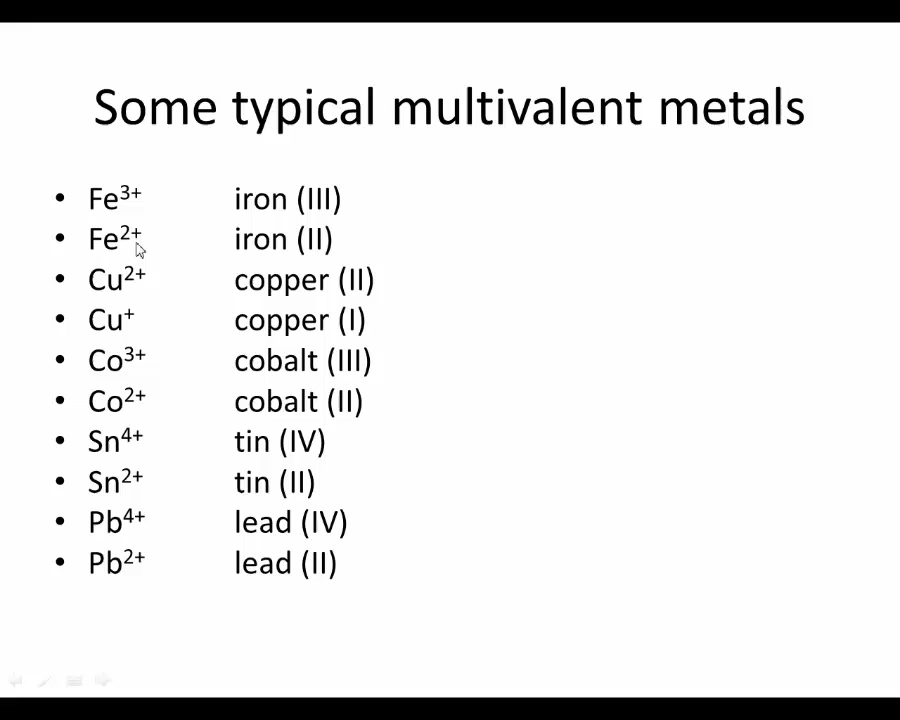 Some typical multivalent metals
• Fe³⁺ iron (III)
• Fe²⁺ iron (II)
• Cu²⁺ copper (II)
• Cu⁺ copper (I)
• Co³⁺ cobalt (III)
• Co²⁺ cobalt (II)
• Sn⁴⁺ tin (IV)
• Sn²⁺ tin (II)
• Pb⁴⁺ lead (IV)
• Pb²⁺ lead (II)